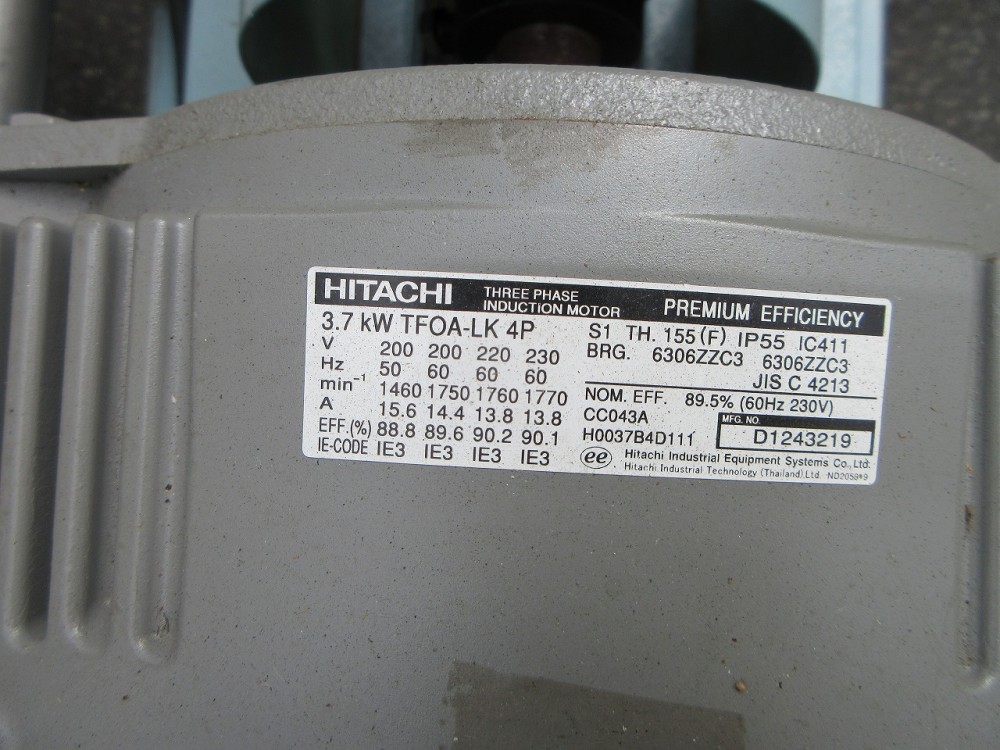 HITACHI THREE PHASE INDUCTION MOTOR PREMIUM EFFICIENCY
3.7 kW TFOA-LK 4P
V 200 200 220 230
Hz 50 60 60 60
min⁻¹ 1460 1750 1760 1770
A 15.6 14.4 13.8 13.8
EFF.(%) 88.8 89.6 90.2 90.1
IE-CODE IE3 IE3 IE3 IE3
S1 TH. 155 (F) IP55 IC411
BRG. 6306ZZC3 6306ZZC3
JIS C 4213
NOM. EFF. 89.5% (60Hz 230V)
CC043A
H0037B4D111
MFG. NO.
D1243219
ee Hitachi Industrial Equipment Systems Co., Ltd.
Hitachi Industrial Technology (Thailand), Ltd.